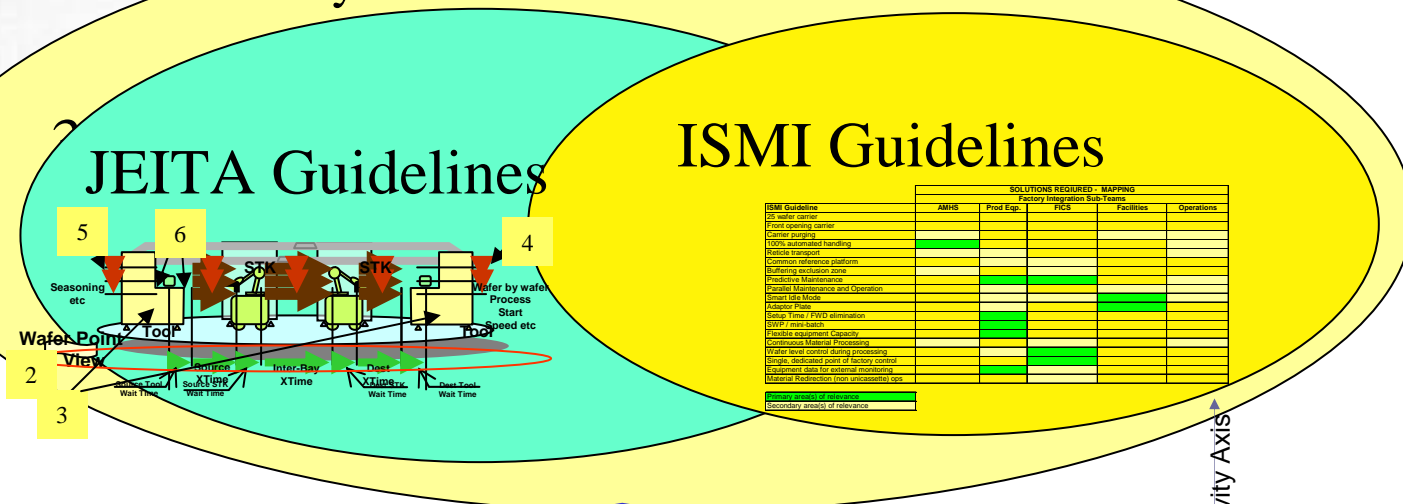 JEITA Guidelines
ISMI Guidelines
5
6
4
STK
STK
Seasoning
etc
Wafer by wafer
Process
Start
Speed etc
Tool
Tool
Wafer Point
View
2
3
Source
XTime
Inter-Bay
XTime
Dest
XTime
Source Tool
Wait Time
Source STK
Wait Time
Dest STK
Wait Time
Dest Tool
Wait Time
SOLUTIONS REQIURED - MAPPING
Factory Integration Sub-Teams
ISMI Guideline AMHS Prod Eqp. FICS Facilities Operations
25 wafer carrier
Front opening carrier
Carrier purging
100% automated handling
Reticle transport
Common reference platform
Buffering exclusion zone
Predictive Maintenance
Parallel Maintenance and Operation
Smart Idle Mode
Adaptor Plate
Setup Time / FWD elimination
SWP / mini-batch
Flexible equipment Capacity
Continuous Material Processing
Wafer level control during processing
Single, dedicated point of factory control
Equipment data for external monitoring
Material Redirection (non unicassette) ops
Primary area(s) of relevance
Secondary area(s) of relevance
Axis